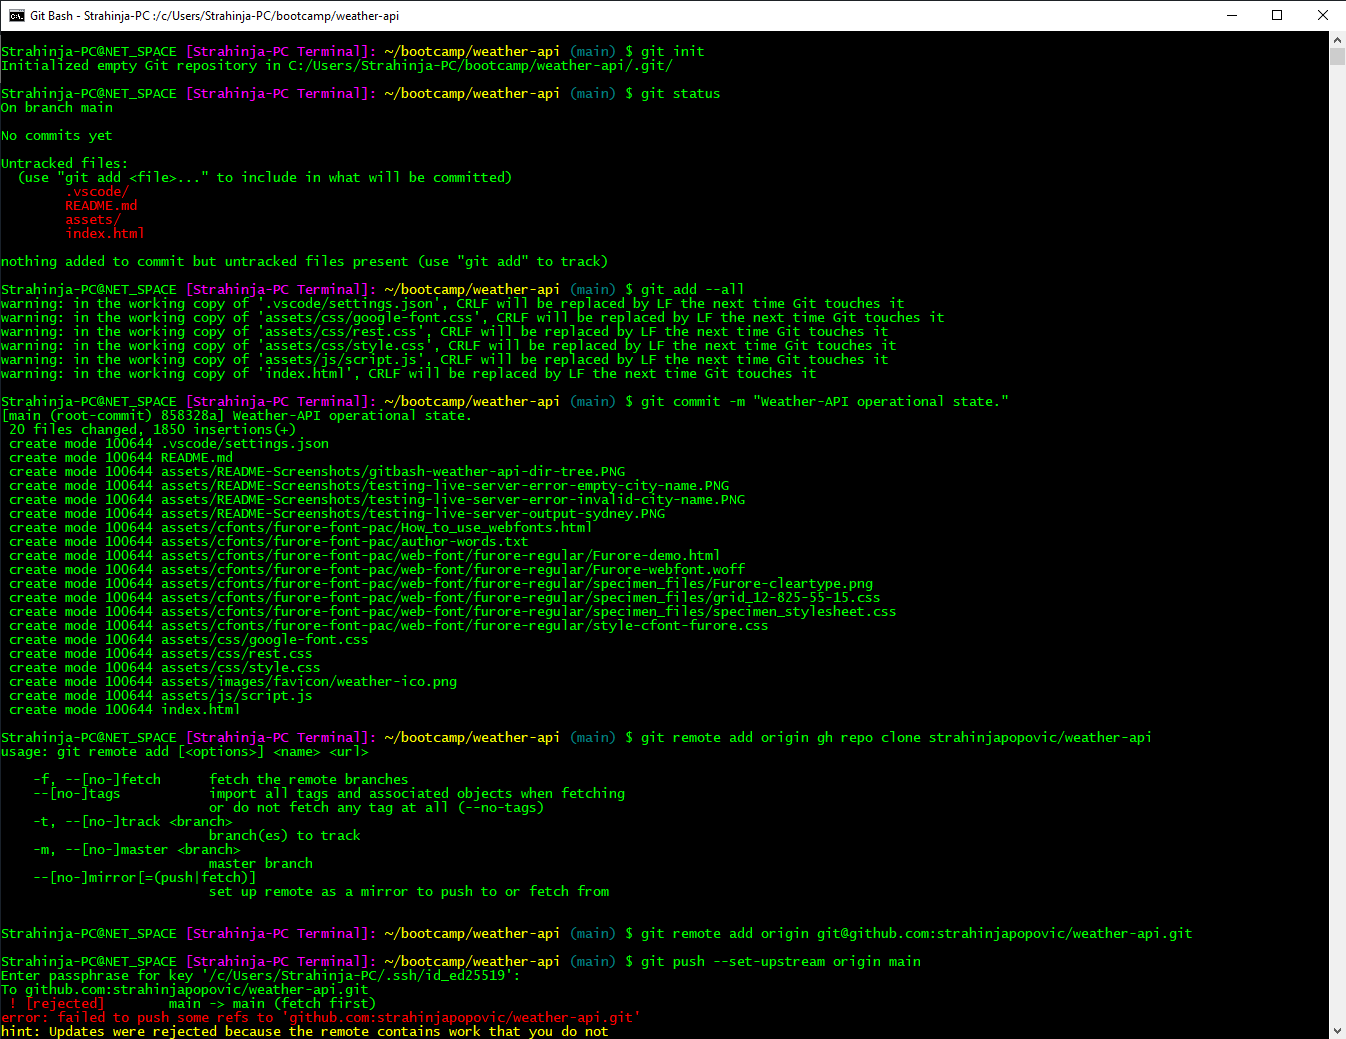 Git Bash - Strahinja-PC :/c/Users/Strahinja-PC/bootcamp/weather-api
Strahinja-PC@NET_SPACE [Strahinja-PC Terminal]: ~/bootcamp/weather-api (main) $ git init
Initialized empty Git repository in C:/Users/Strahinja-PC/bootcamp/weather-api/.git/
Strahinja-PC@NET_SPACE [Strahinja-PC Terminal]: ~/bootcamp/weather-api (main) $ git status
On branch main
No commits yet
Untracked files:
  (use "git add <file>..." to include in what will be committed)
        .vscode/
        README.md
        assets/
        index.html
nothing added to commit but untracked files present (use "git add" to track)
Strahinja-PC@NET_SPACE [Strahinja-PC Terminal]: ~/bootcamp/weather-api (main) $ git add --all
warning: in the working copy of '.vscode/settings.json', CRLF will be replaced by LF the next time Git touches it
warning: in the working copy of 'assets/css/google-font.css', CRLF will be replaced by LF the next time Git touches it
warning: in the working copy of 'assets/css/rest.css', CRLF will be replaced by LF the next time Git touches it
warning: in the working copy of 'assets/css/style.css', CRLF will be replaced by LF the next time Git touches it
warning: in the working copy of 'assets/js/script.js', CRLF will be replaced by LF the next time Git touches it
warning: in the working copy of 'index.html', CRLF will be replaced by LF the next time Git touches it
Strahinja-PC@NET_SPACE [Strahinja-PC Terminal]: ~/bootcamp/weather-api (main) $ git commit -m "Weather-API operational state."
[main (root-commit) 858328a] Weather-API operational state.
 20 files changed, 1850 insertions(+)
 create mode 100644 .vscode/settings.json
 create mode 100644 README.md
 create mode 100644 assets/README-Screenshots/gitbash-weather-api-dir-tree.PNG
 create mode 100644 assets/README-Screenshots/testing-live-server-error-empty-city-name.PNG
 create mode 100644 assets/README-Screenshots/testing-live-server-error-invalid-city-name.PNG
 create mode 100644 assets/README-Screenshots/testing-live-server-output-sydney.PNG
 create mode 100644 assets/cfonts/furore-font-pac/How_to_use_webfonts.html
 create mode 100644 assets/cfonts/furore-font-pac/author-words.txt
 create mode 100644 assets/cfonts/furore-font-pac/web-font/furore-regular/Furore-demo.html
 create mode 100644 assets/cfonts/furore-font-pac/web-font/furore-regular/Furore-webfont.woff
 create mode 100644 assets/cfonts/furore-font-pac/web-font/furore-regular/specimen_files/Furore-cleartype.png
 create mode 100644 assets/cfonts/furore-font-pac/web-font/furore-regular/specimen_files/grid_12-825-55-15.css
 create mode 100644 assets/cfonts/furore-font-pac/web-font/furore-regular/specimen_files/specimen_stylesheet.css
 create mode 100644 assets/cfonts/furore-font-pac/web-font/furore-regular/style-cfont-furore.css
 create mode 100644 assets/css/google-font.css
 create mode 100644 assets/css/rest.css
 create mode 100644 assets/css/style.css
 create mode 100644 assets/images/favicon/weather-ico.png
 create mode 100644 assets/js/script.js
 create mode 100644 index.html
Strahinja-PC@NET_SPACE [Strahinja-PC Terminal]: ~/bootcamp/weather-api (main) $ git remote add origin gh repo clone strahinjapopovic/weather-api
usage: git remote add [<options>] <name> <url>
    -f, --[no-]fetch      fetch the remote branches
    --[no-]tags           import all tags and associated objects when fetching
                          or do not fetch any tag at all (--no-tags)
    -t, --[no-]track <branch>
                          branch(es) to track
    -m, --[no-]master <branch>
                          master branch
    --[no-]mirror[=(push|fetch)]
                          set up remote as a mirror to push to or fetch from
Strahinja-PC@NET_SPACE [Strahinja-PC Terminal]: ~/bootcamp/weather-api (main) $ git remote add origin git@github.com:strahinjapopovic/weather-api.git
Strahinja-PC@NET_SPACE [Strahinja-PC Terminal]: ~/bootcamp/weather-api (main) $ git push --set-upstream origin main
Enter passphrase for key '/c/Users/Strahinja-PC/.ssh/id_ed25519':
To github.com:strahinjapopovic/weather-api.git
 ! [rejected]        main -> main (fetch first)
error: failed to push some refs to 'github.com:strahinjapopovic/weather-api.git'
hint: Updates were rejected because the remote contains work that you do not